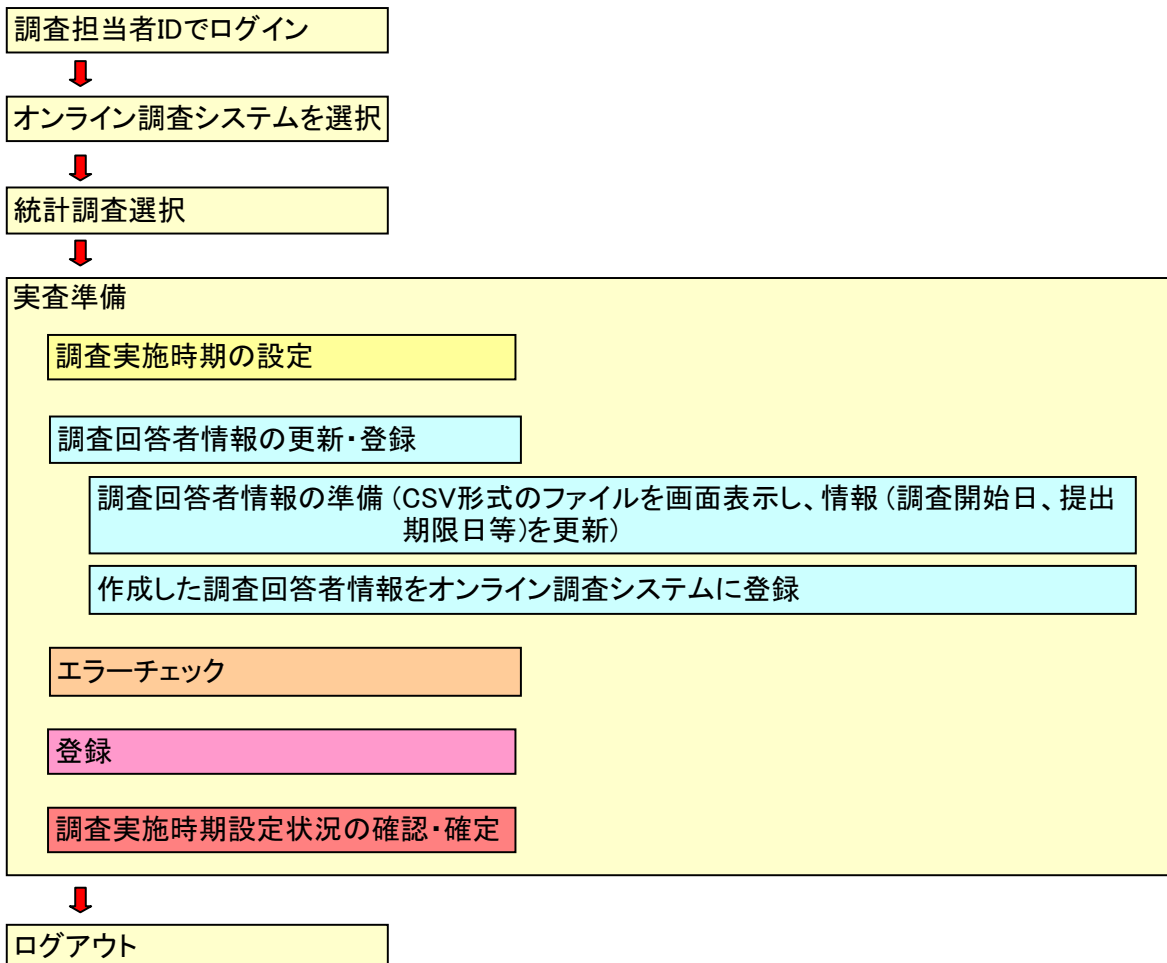 調査担当者IDでログイン
オンライン調査システムを選択
統計調査選択
実査準備
調査実施時期の設定
調査回答者情報の更新・登録
調査回答者情報の準備（CSV形式のファイルを画面表示し、情報（調査開始日、提出
期限日等）を更新）
作成した調査回答者情報をオンライン調査システムに登録
エラーチェック
登録
調査実施時期設定状況の確認・確定
ログアウト